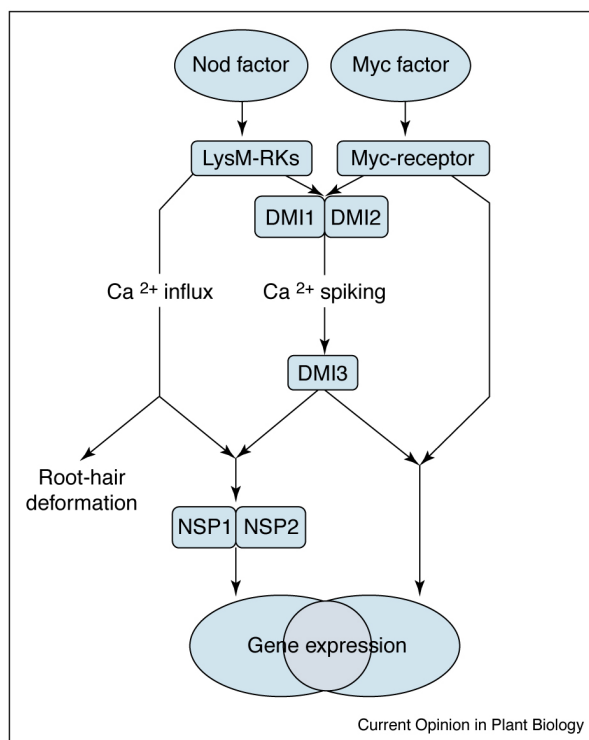 Nod factor
Myc factor
LysM-RKs
Myc-receptor
DMI1
DMI2
Ca 2+ influx
Ca 2+ spiking
DMI3
Root-hair
deformation
NSP1
NSP2
Gene expression
Current Opinion in Plant Biology